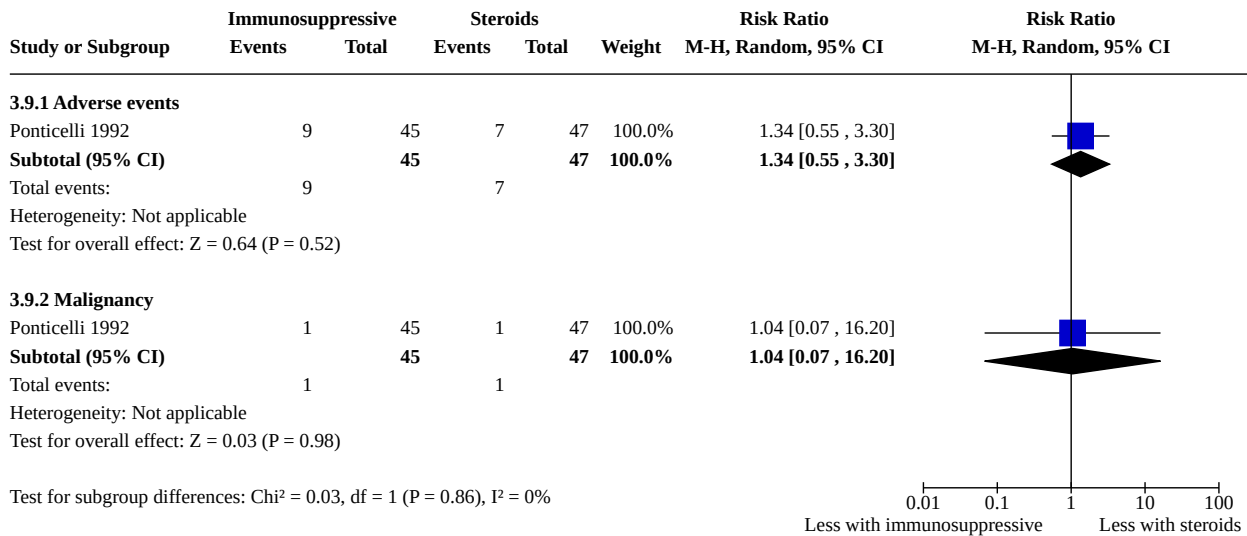 Immunosuppressive Steroids Risk Ratio Risk Ratio
Study or Subgroup Events Total Events Total Weight M-H, Random, 95% CI M-H, Random, 95% CI
3.9.1 Adverse events
Ponticelli 1992 9 45 7 47 100.0% 1.34 [0.55 , 3.30]
Subtotal (95% CI) 45 47 100.0% 1.34 [0.55 , 3.30]
Total events: 9 7
Heterogeneity: Not applicable
Test for overall effect: Z = 0.64 (P = 0.52)
3.9.2 Malignancy
Ponticelli 1992 1 45 1 47 100.0% 1.04 [0.07 , 16.20]
Subtotal (95% CI) 45 47 100.0% 1.04 [0.07 , 16.20]
Total events: 1 1
Heterogeneity: Not applicable
Test for overall effect: Z = 0.03 (P = 0.98)
Test for subgroup differences: Chi² = 0.03, df = 1 (P = 0.86), I² = 0%
0.01 0.1 1 10 100
Less with immunosuppressive Less with steroids